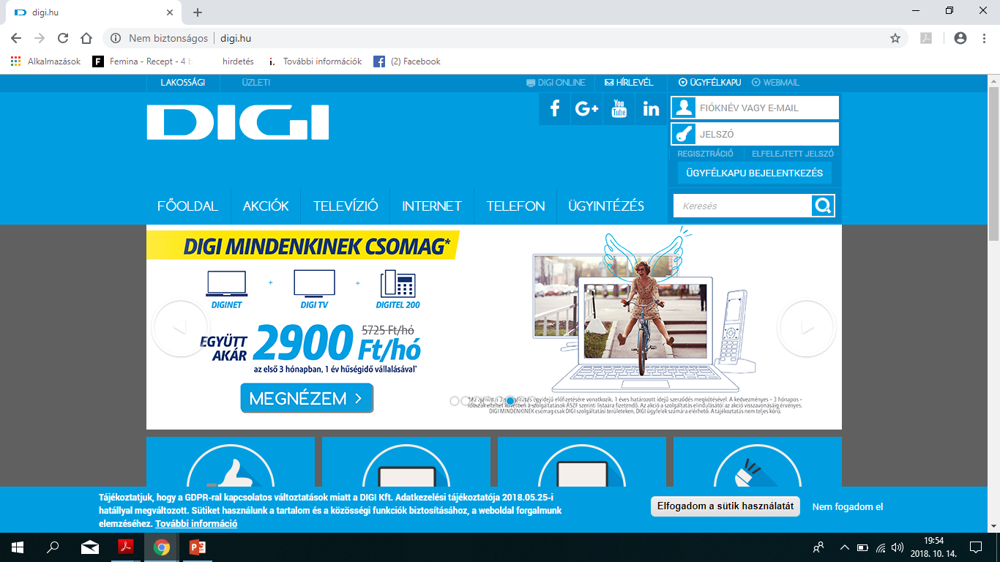 digi.hu
Nem biztonságos digi.hu
Alkalmazások Femina - Recept - 4 hirdetés További információk (2) Facebook
LAKOSSÁGI ÜZLETI DIGI ONLINE HÍRLEVÉL ÜGYFÉLKAPU WEBMAIL
DIGI
You
Tube
FIÓKNÉV VAGY E-MAIL
JELSZÓ
REGISZTRÁCIÓ ELFELEJTETT JELSZÓ
ÜGYFÉLKAPU BEJELENTKEZÉS
FŐOLDAL AKCIÓK TELEVÍZIÓ INTERNET TELEFON ÜGYINTÉZÉS
Keresés
DIGI MINDENKINEK CSOMAG*
+ +
DIGINET DIGI TV DIGITEL 200
EGYÜTT
AKÁR
2900 Ft/hó
5725 Ft/hó
az első 3 hónapban, 1 év hűségidő vállalásával*
MEGNÉZEM
előfizetésére vonatkozik, 1 éves határozott idejű szerződés megkötésével. A kedvezményes – 3 hónapos –
időszak elteltét követően a szolgáltatások ÁSZF szerinti listaára fizetendő. Az akció a szolgáltatás elindulásától az akció visszavonásáig érvényes.
DIGI MINDENKINEK csomag csak DIGI szolgáltatási területeken, DIGI ügyfelek számára elérhető. A tájékoztatás nem teljes körű.
Tájékoztatjuk, hogy a GDPR-ral kapcsolatos változtatások miatt a DIGI Kft. Adatkezelési tájékoztatója 2018.05.25-i
hatállyal megváltozott. Sütiket használunk a tartalom és a közösségi funkciók biztosításához, a weboldal forgalmunk
elemzéséhez. További információ
Elfogadom a sütik használatát Nem fogadom el
19:54
2018. 10. 14.